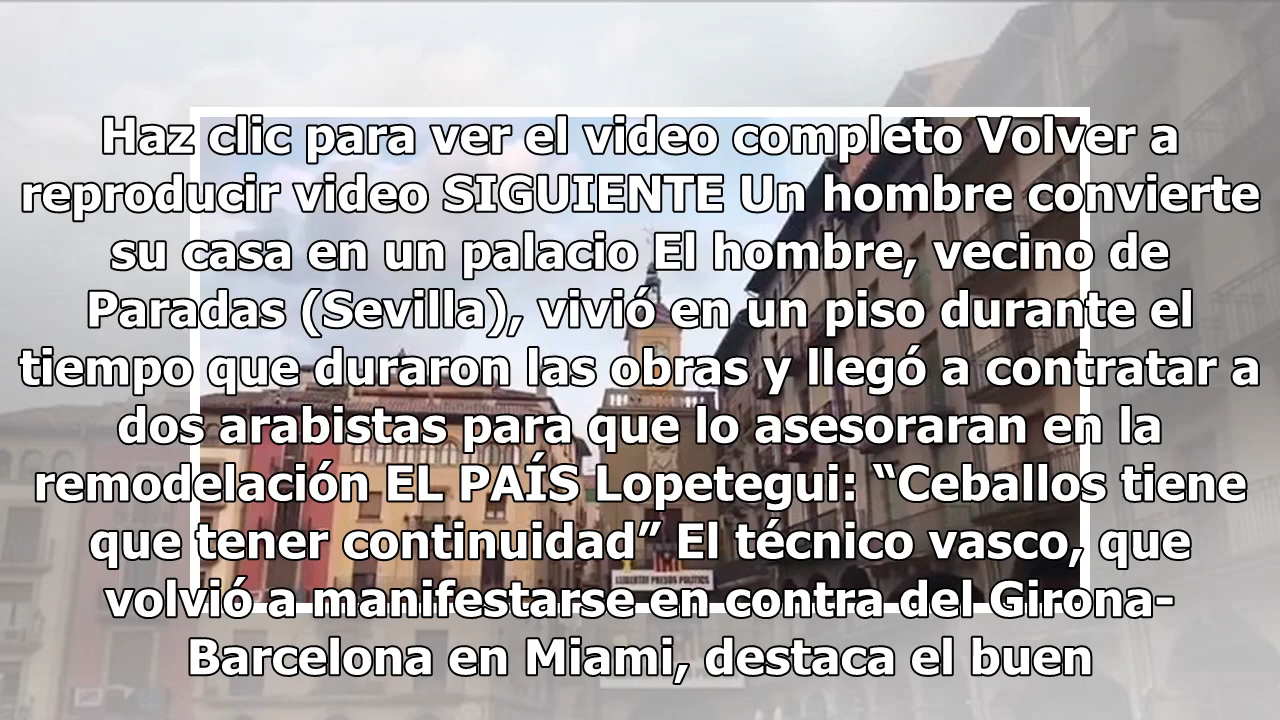 Haz clic para ver el video completo Volver a
reproducir video SIGUIENTE Un hombre convierte
su casa en un palacio El hombre, vecino de
Paradas (Sevilla), vivió en un piso durante el
tiempo que duraron las obras y llegó a contratar a
dos arabistas para que lo asesoraran en la
remodelación EL PAÍS Lopetegui: “Ceballos tiene
que tener continuidad” El técnico vasco, que
LLIBERTAT PRESOS POLÍTICS
volvió a manifestarse en contra del Girona-
Barcelona en Miami, destaca el buen